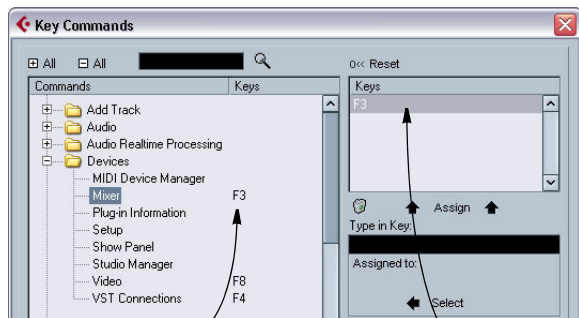 Key Commands
All All
0<< Reset
Commands Keys
Add Track
Audio
Audio Realtime Processing
Devices
MIDI Device Manager
Mixer F3
Plug-in Information
Setup
Show Panel
Studio Manager
Video F8
VST Connections F4
Keys
F3
Assign
Type in Key:
Assigned to:
Select